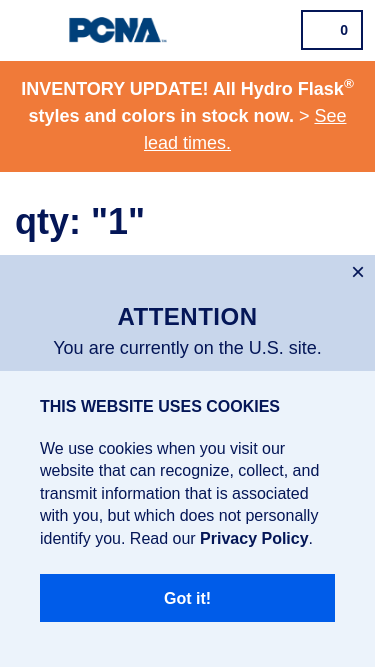 PCNA
0
INVENTORY UPDATE! All Hydro Flask®
styles and colors in stock now. > See
lead times.
qty: "1"
×
ATTENTION
You are currently on the U.S. site.
THIS WEBSITE USES COOKIES
We use cookies when you visit our
website that can recognize, collect, and
transmit information that is associated
with you, but which does not personally
identify you. Read our Privacy Policy.
Got it!